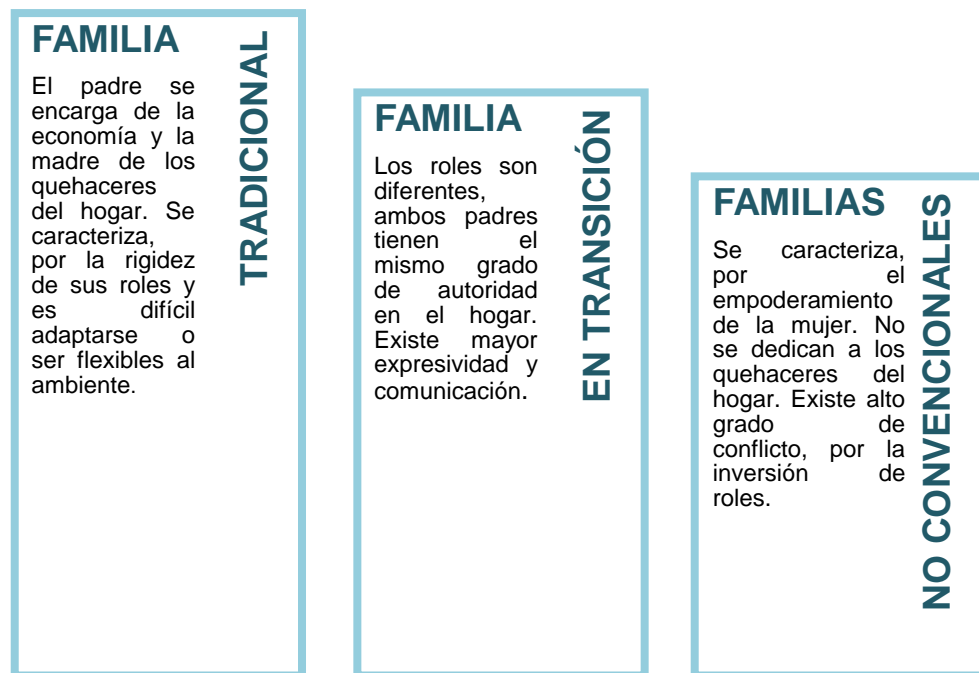 FAMILIA
TRADICIONAL
El padre se
encarga de la
economía y la
madre de los
quehaceres
del hogar. Se
caracteriza,
por la rigidez
de sus roles y
es difícil
adaptarse o
ser flexibles al
ambiente.
FAMILIA
EN TRANSICIÓN
Los roles son
diferentes,
ambos padres
tienen el
mismo grado
de autoridad
en el hogar.
Existe mayor
expresividad y
comunicación.
FAMILIAS
NO CONVENCIONALES
Se caracteriza,
por el
empoderamiento
de la mujer. No
se dedican a los
quehaceres del
hogar. Existe alto
grado de
conflicto, por la
inversión de
roles.